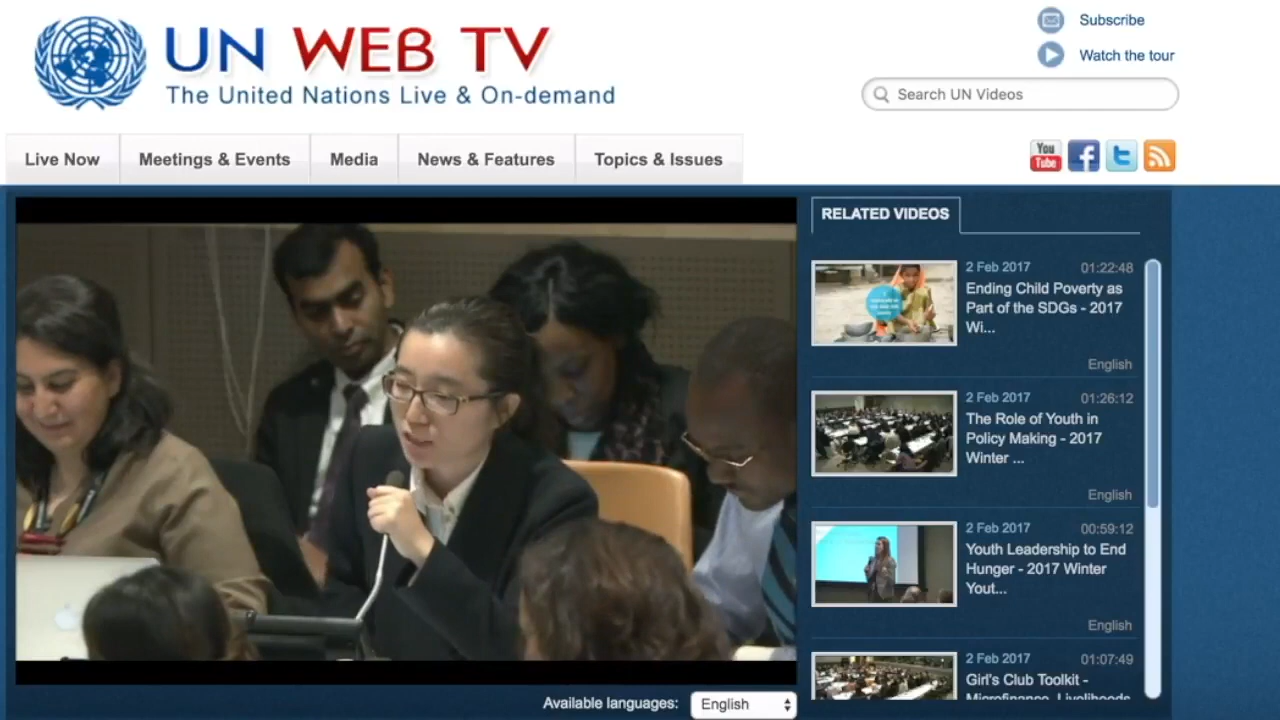 UN WEB TV
The United Nations Live & On-demand
Subscribe
Watch the tour
Search UN Videos
Live Now
Meetings & Events
Media
News & Features
Topics & Issues
You
Tube
RELATED VIDEOS
2 Feb 2017
01:22:48
Ending Child Poverty as
Part of the SDGs - 2017
Wi...
English
2 Feb 2017
01:26:12
The Role of Youth in
Policy Making - 2017
Winter ...
English
2 Feb 2017
00:59:12
Youth Leadership to End
Hunger - 2017 Winter
Yout...
English
2 Feb 2017
01:07:49
Girl's Club Toolkit -
Microfinance, Livelihoods
Available languages:
English